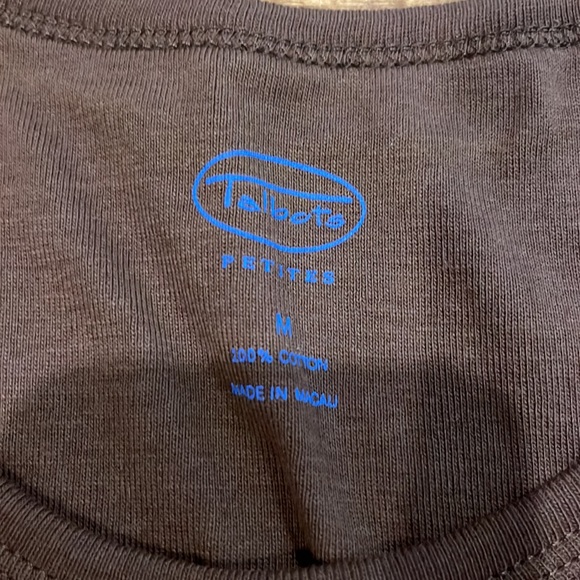 Talbots
PETITES
M
100% COTTON
MADE IN MACAU